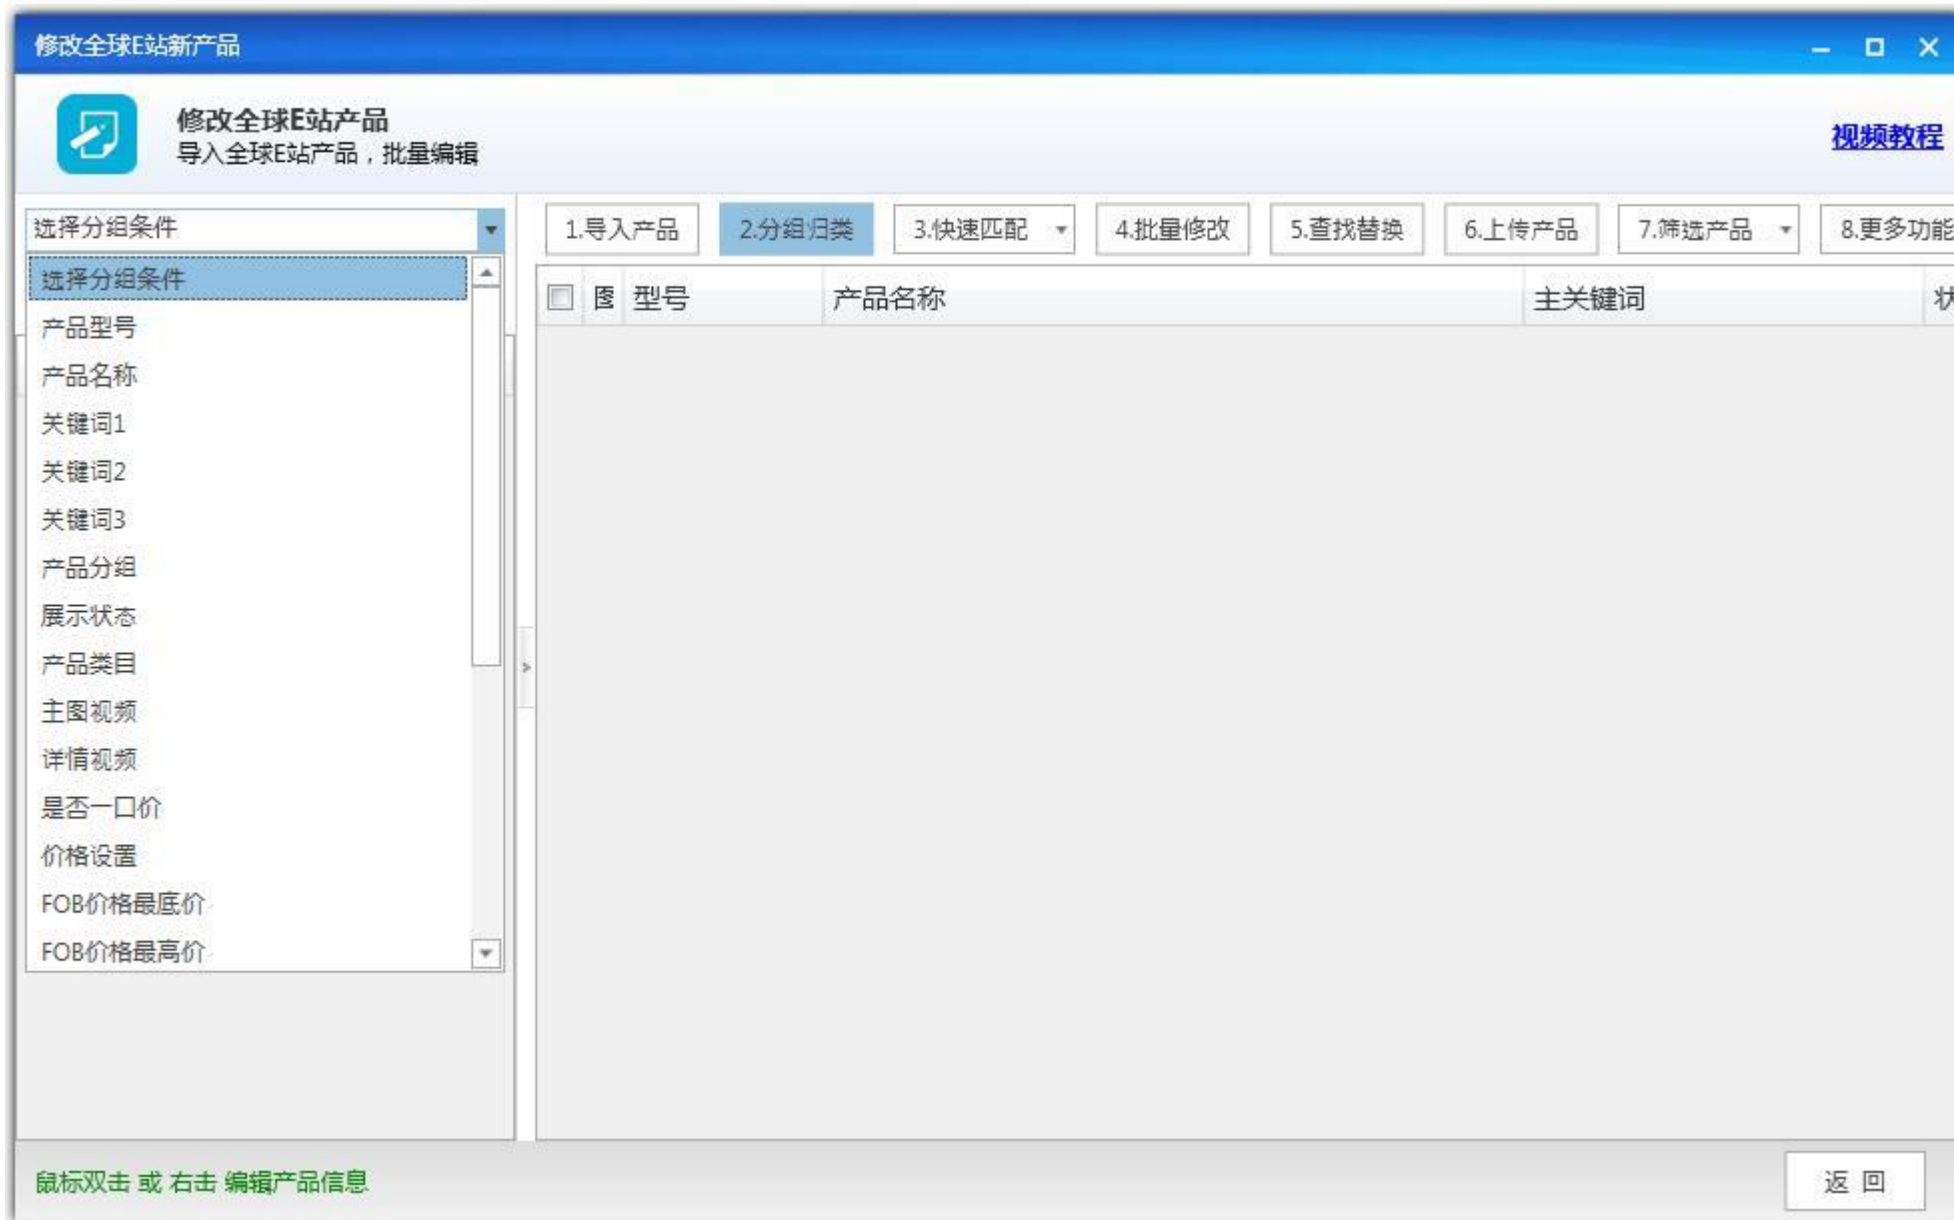 修改全球E站新产品
修改全球E站产品
导入全球E站产品，批量编辑
视频教程
选择分组条件
1.导入产品 2.分组归类 3.快速匹配 4.批量修改 5.查找替换 6.上传产品 7.筛选产品 8.更多功能
图 型号 产品名称 主关键词 状
选择分组条件
产品型号
产品名称
关键词1
关键词2
关键词3
产品分组
展示状态
产品类目
主图视频
详情视频
是否一口价
价格设置
FOB价格最底价
FOB价格最高价
鼠标双击 或 右击 编辑产品信息
返 回